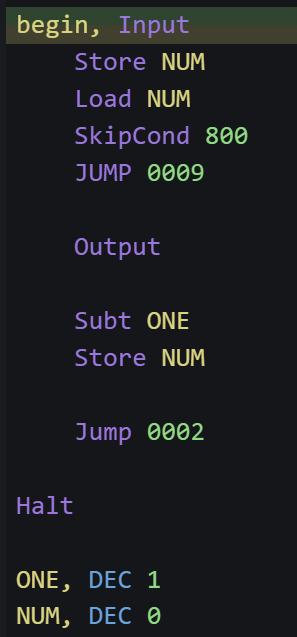 begin, Input
Store NUM
Load NUM
SkipCond 800
JUMP 0009
Output
Subt ONE
Store NUM
Jump 0002
Halt
ONE, DEC 1
NUM, DEC 0